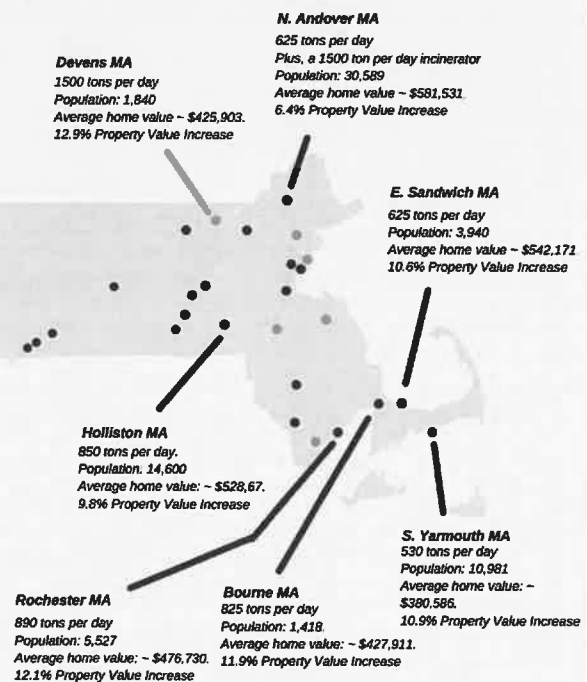 N. Andover MA
625 tons per day
Plus, a 1500 ton per day incinerator
Population: 30,589
Average home value ~ $581,531.
6.4% Property Value Increase
Devens MA
1500 tons per day
Population: 1,840
Average home value ~ $425,903.
12.9% Property Value Increase
E. Sandwich MA
625 tons per day
Population: 3,940
Average home value ~ $542,171
10.6% Property Value Increase
Holliston MA
850 tons per day.
Population: 14,600
Average home value: ~ $528,67.
9.8% Property Value Increase
S. Yarmouth MA
530 tons per day
Population: 10,981
Average home value: ~
$380,586.
10.9% Property Value Increase
Rochester MA
890 tons per day
Population: 5,527
Average home value: ~ $476,730.
12.1% Property Value Increase
Bourne MA
825 tons per day
Population: 1,418.
Average home value: ~ $427,911.
11.9% Property Value Increase